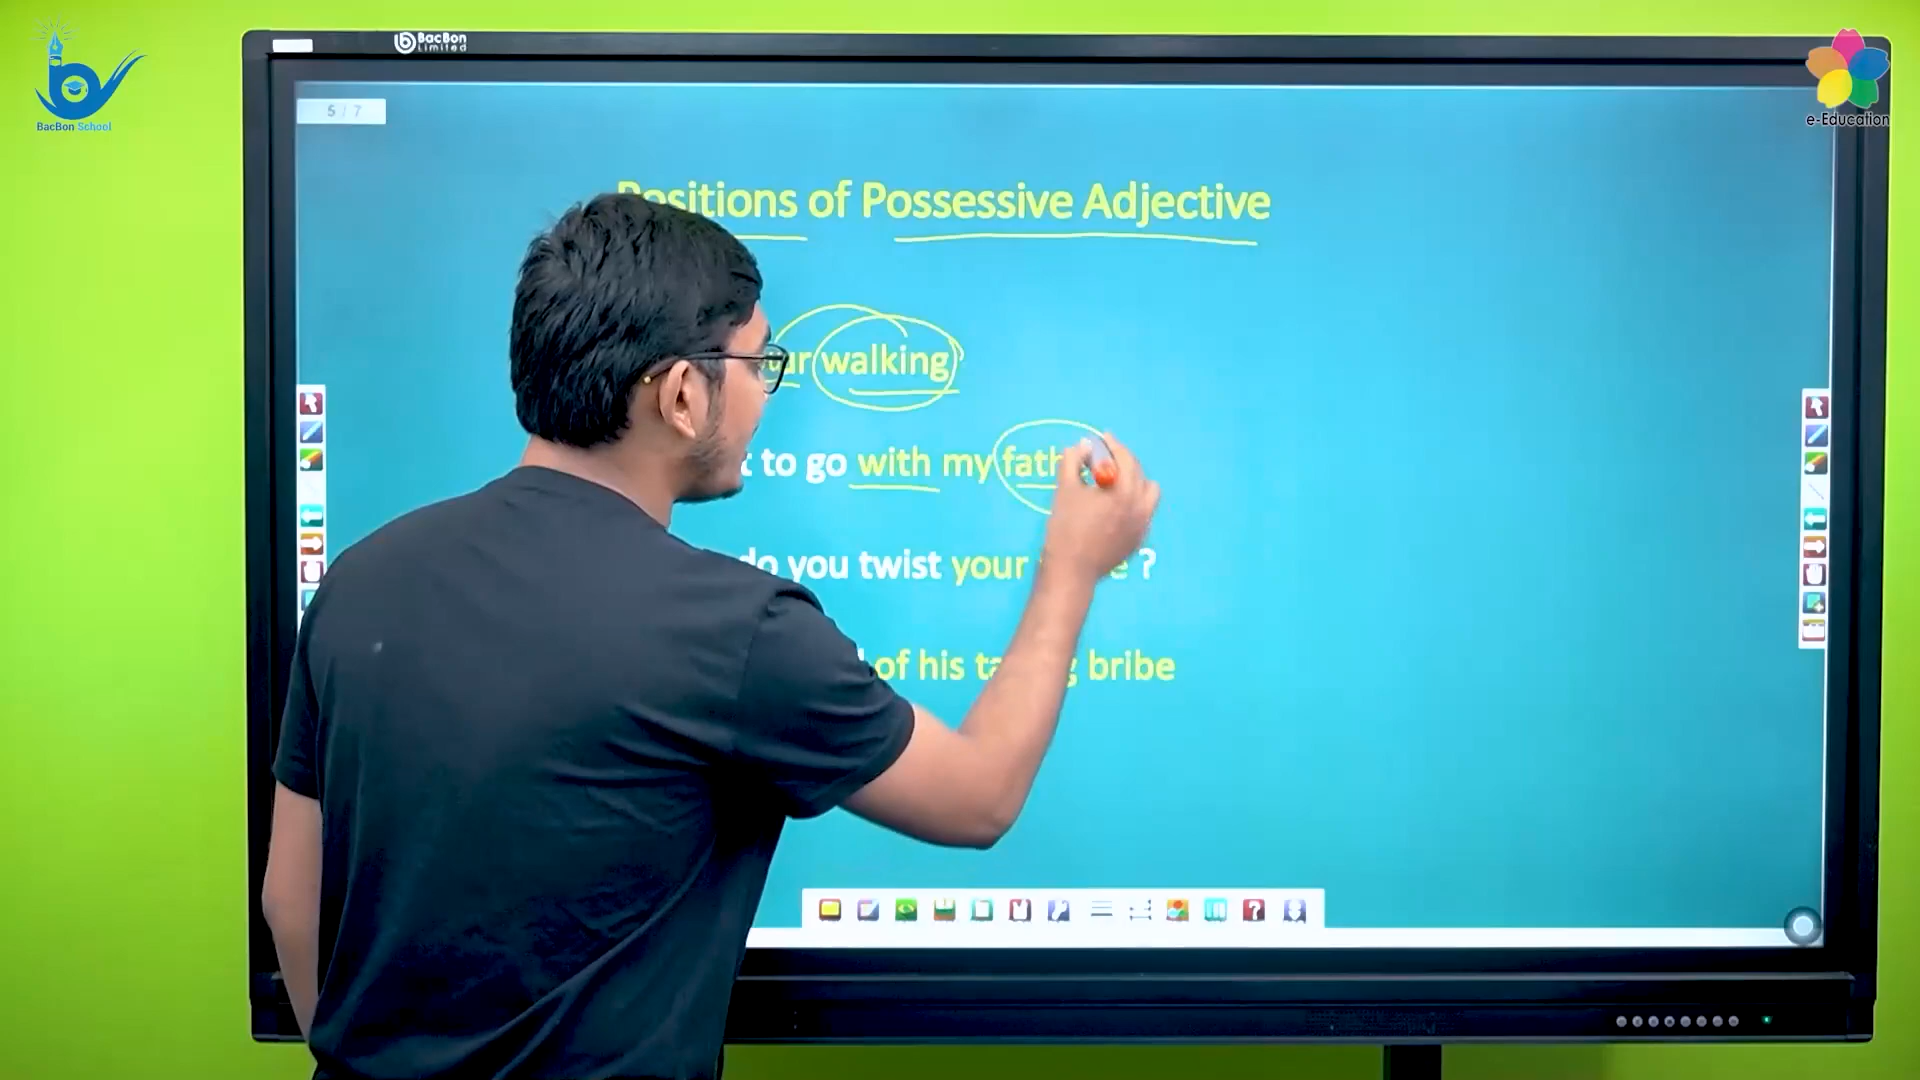 BacBon
Limited
BacBon School
e-Education
5 / 7
Positions of Possessive Adjective
walking
to go with my
do you twist your ?
of his bribe